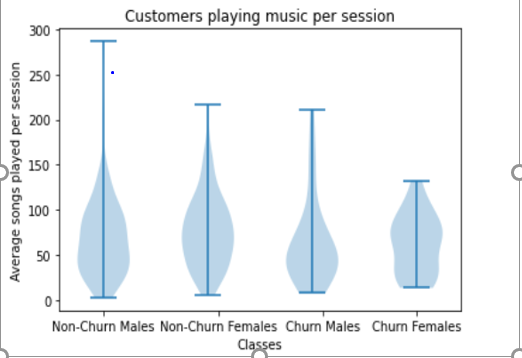 Customers playing music per session
Average songs played per session
300
250
200
150
100
50
0
Non-Churn Males Non-Churn Females Churn Males Churn Females
Classes